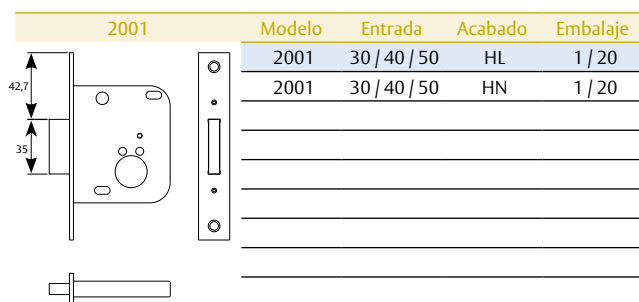 2001 Modelo Entrada Acabado Embalaje
2001 30 / 40 / 50 HL 1 / 20
2001 30 / 40 / 50 HN 1 / 20
42,7
35